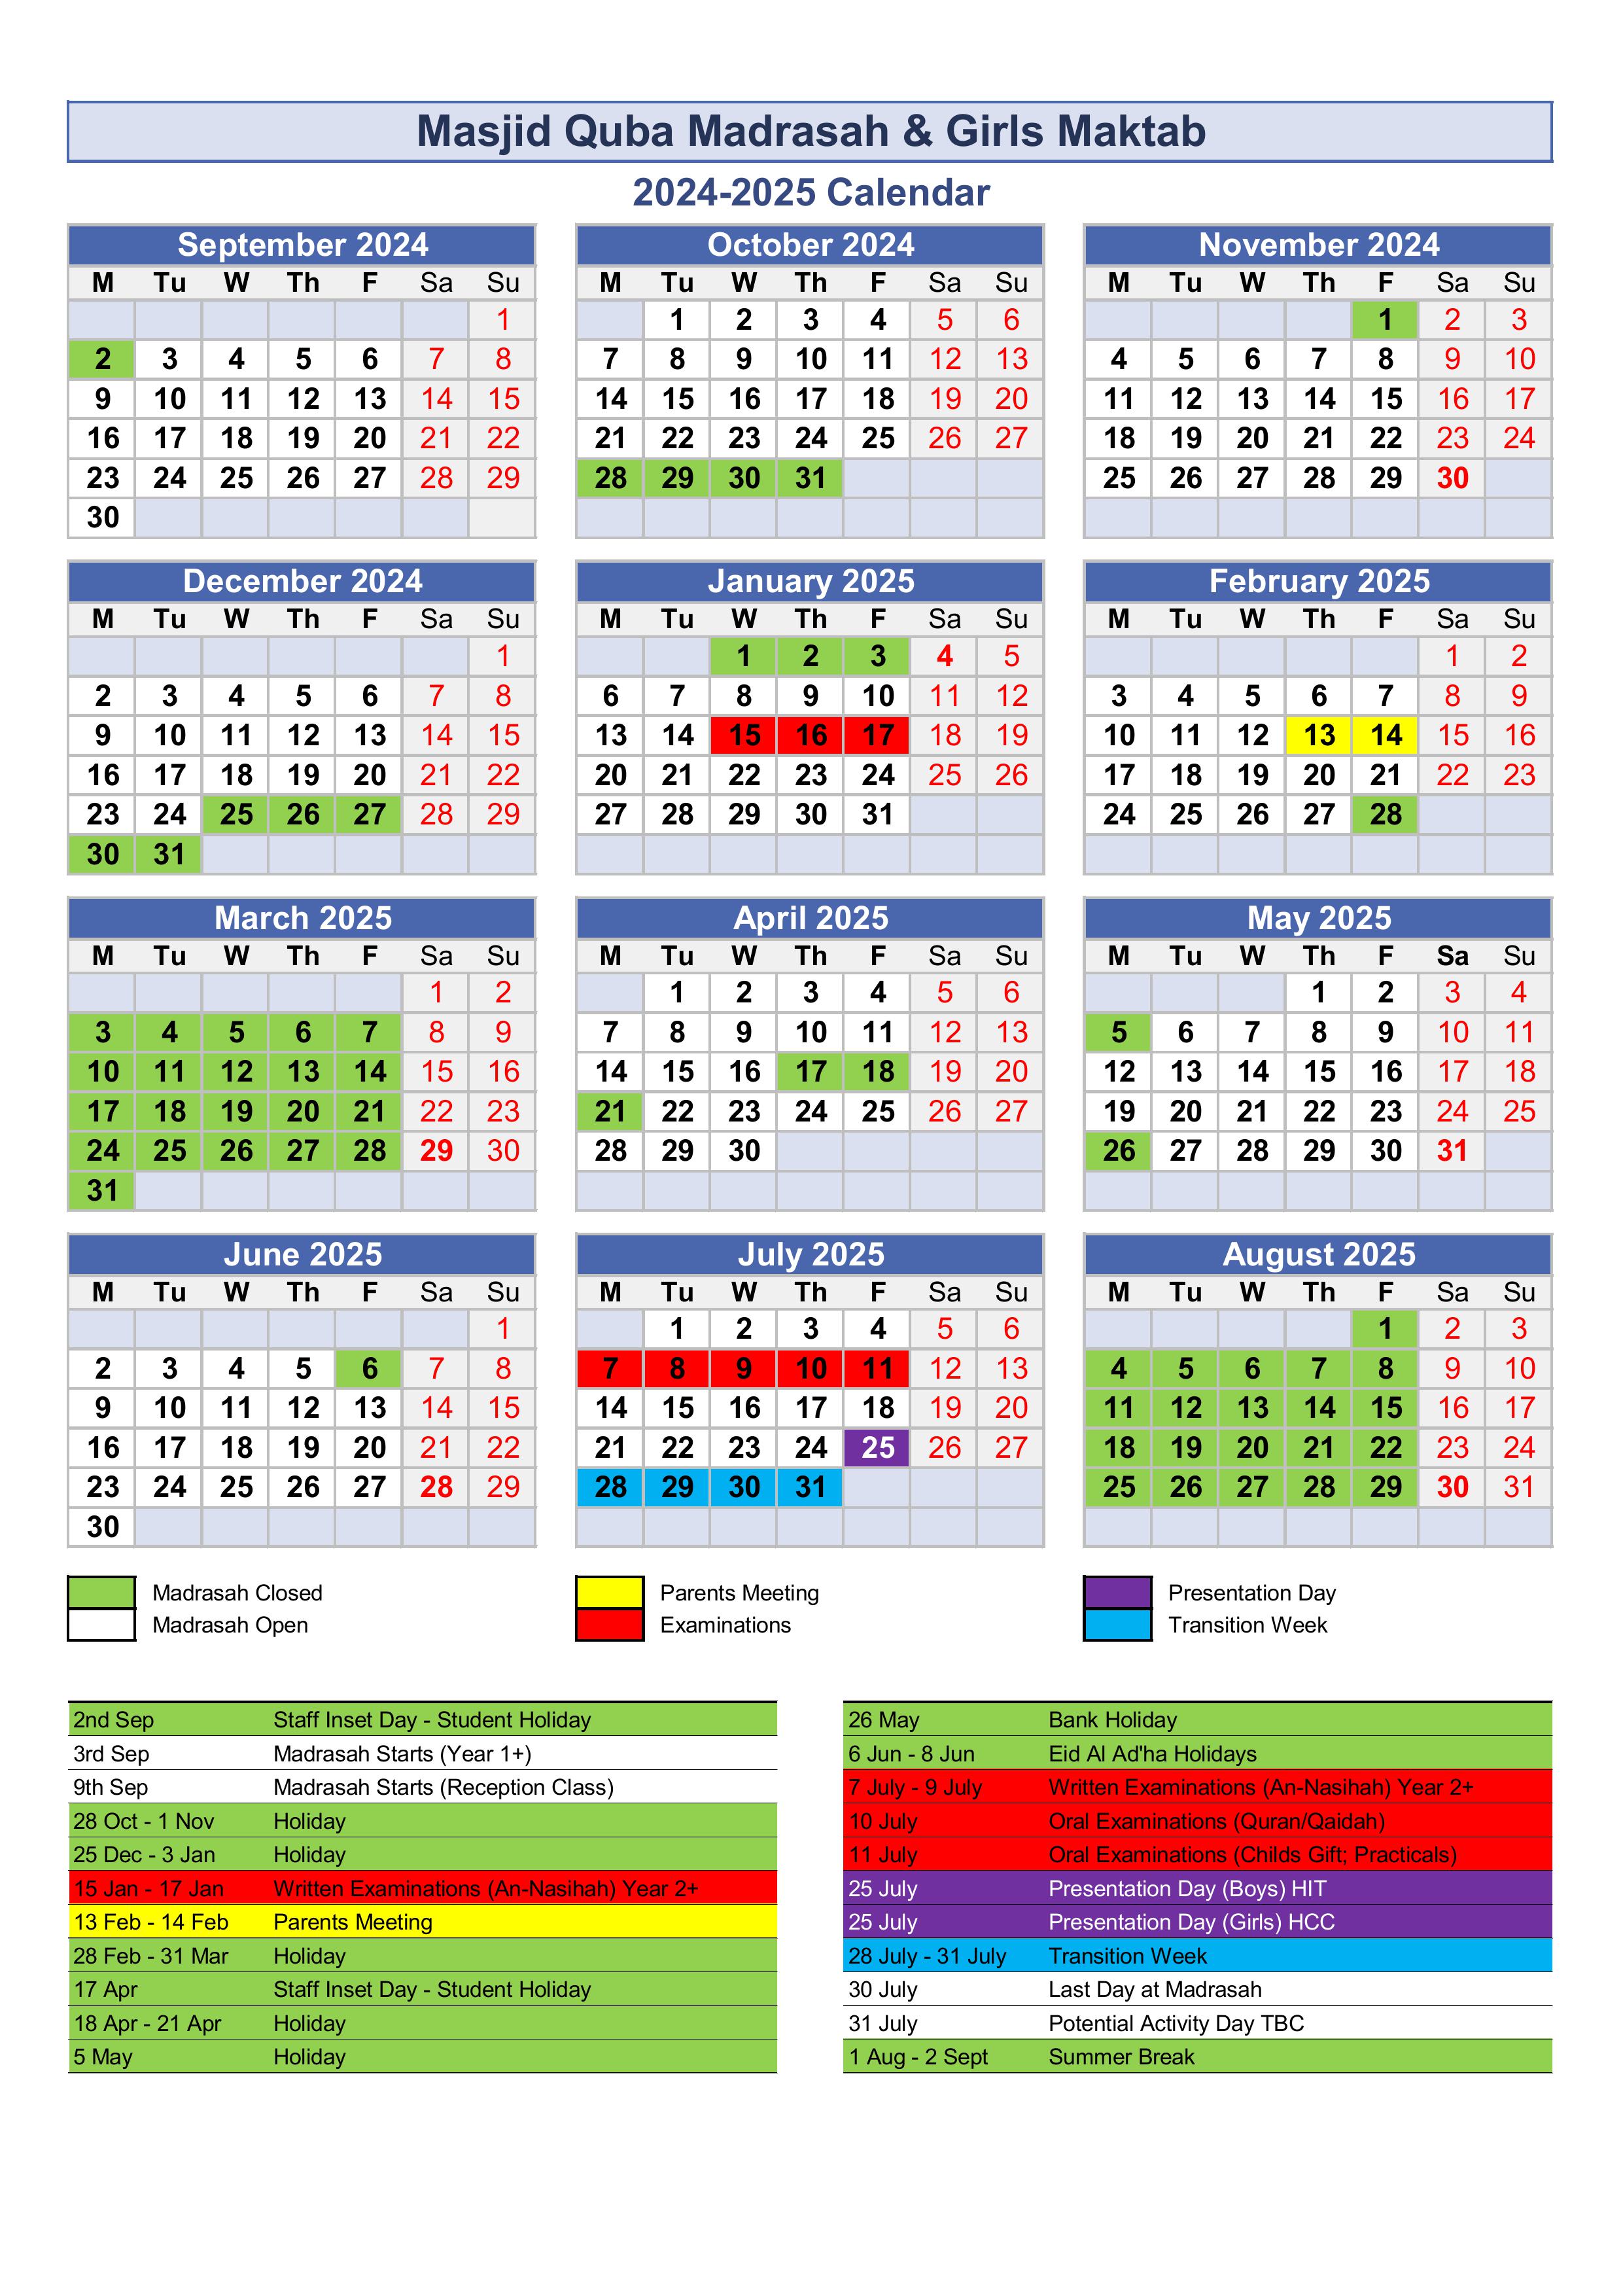 Masjid Quba Madrasah & Girls Maktab
2024-2025 Calendar
September 2024
M Tu W Th F Sa Su
1
2 3 4 5 6 7 8
9 10 11 12 13 14 15
16 17 18 19 20 21 22
23 24 25 26 27 28 29
30
October 2024
M Tu W Th F Sa Su
1 2 3 4 5 6
7 8 9 10 11 12 13
14 15 16 17 18 19 20
21 22 23 24 25 26 27
28 29 30 31
November 2024
M Tu W Th F Sa Su
1 2 3
4 5 6 7 8 9 10
11 12 13 14 15 16 17
18 19 20 21 22 23 24
25 26 27 28 29 30
December 2024
M Tu W Th F Sa Su
1
2 3 4 5 6 7 8
9 10 11 12 13 14 15
16 17 18 19 20 21 22
23 24 25 26 27 28 29
30 31
January 2025
M Tu W Th F Sa Su
1 2 3 4 5
6 7 8 9 10 11 12
13 14 15 16 17 18 19
20 21 22 23 24 25 26
27 28 29 30 31
February 2025
M Tu W Th F Sa Su
1 2
3 4 5 6 7 8 9
10 11 12 13 14 15 16
17 18 19 20 21 22 23
24 25 26 27 28
March 2025
M Tu W Th F Sa Su
1 2
3 4 5 6 7 8 9
10 11 12 13 14 15 16
17 18 19 20 21 22 23
24 25 26 27 28 29 30
31
April 2025
M Tu W Th F Sa Su
1 2 3 4 5 6
7 8 9 10 11 12 13
14 15 16 17 18 19 20
21 22 23 24 25 26 27
28 29 30
May 2025
M Tu W Th F Sa Su
1 2 3 4
5 6 7 8 9 10 11
12 13 14 15 16 17 18
19 20 21 22 23 24 25
26 27 28 29 30 31
June 2025
M Tu W Th F Sa Su
1
2 3 4 5 6 7 8
9 10 11 12 13 14 15
16 17 18 19 20 21 22
23 24 25 26 27 28 29
30
July 2025
M Tu W Th F Sa Su
1 2 3 4 5 6
7 8 9 10 11 12 13
14 15 16 17 18 19 20
21 22 23 24 25 26 27
28 29 30 31
August 2025
M Tu W Th F Sa Su
1 2 3
4 5 6 7 8 9 10
11 12 13 14 15 16 17
18 19 20 21 22 23 24
25 26 27 28 29 30 31
Madrasah Closed
Madrasah Open
Parents Meeting
Examinations
Presentation Day
Transition Week
2nd Sep Staff Inset Day - Student Holiday
3rd Sep Madrasah Starts (Year 1+)
9th Sep Madrasah Starts (Reception Class)
28 Oct - 1 Nov Holiday
25 Dec - 3 Jan Holiday
15 Jan - 17 Jan Written Examinations (An-Nasihah) Year 2+
13 Feb - 14 Feb Parents Meeting
28 Feb - 31 Mar Holiday
17 Apr Staff Inset Day - Student Holiday
18 Apr - 21 Apr Holiday
5 May Holiday
26 May Bank Holiday
6 Jun - 8 Jun Eid Al Ad'ha Holidays
7 July - 9 July Written Examinations (An-Nasihah) Year 2+
10 July Oral Examinations (Quran/Qaidah)
11 July Oral Examinations (Childs Gift; Practicals)
25 July Presentation Day (Boys) HIT
25 July Presentation Day (Girls) HCC
28 July - 31 July Transition Week
30 July Last Day at Madrasah
31 July Potential Activity Day TBC
1 Aug - 2 Sept Summer Break